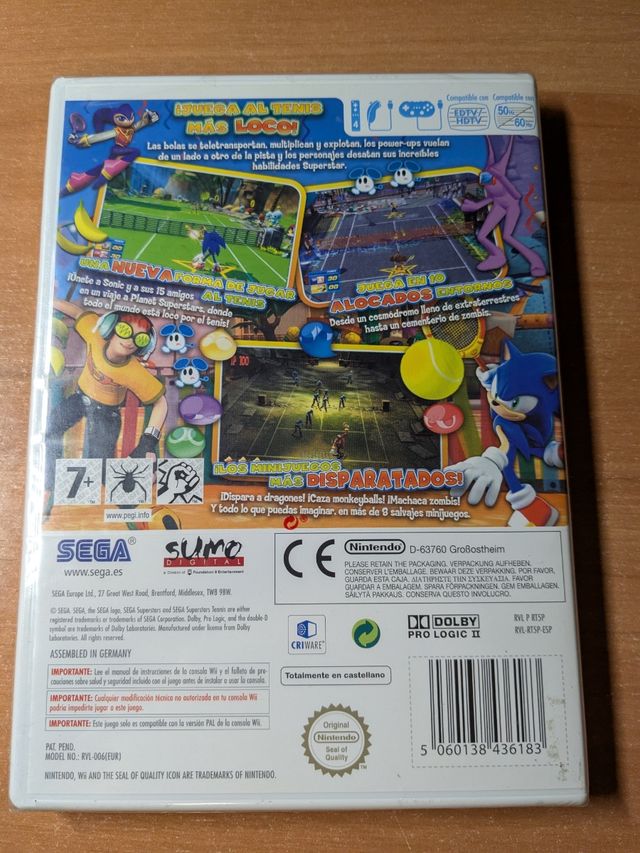 ¡JUEGA AL TENIS
MÁS LOCO!
4
Compatible con
EDTV/
HDTV
Compatible con
50Hz
60Hz
Las bolas se teletransportan, multiplican y explotan, los power-ups vuelan
de un lado a otro de la pista y los personajes desatan sus increíbles
habilidades Superstar.
UNA NUEVA FORMA DE JUGAR
AL TENIS
¡Únete a Sonic y a sus 15 amigos
en un viaje a Planet Superstars, donde
todo el mundo está loco por el tenis!
JUEGA EN 10
ALOCADOS ENTORNOS
Desde un cosmódromo lleno de extraterrestres
hasta un cementerio de zombis.
100
¡LOS MINIJUEGOS
MÁS DISPARATADOS!
¡Dispara a dragones! ¡Caza monkeyballs! ¡Machaca zombis!
Y todo lo que puedas imaginar, en más de 8 salvajes minijuegos.
7+
www.pegi.info
SEGA®
www.sega.es
SUMO
DIGITAL
A Division of Foundation 9 Entertainment
CE
Nintendo® D-63760 Großostheim
PLEASE RETAIN THE PACKAGING. VERPACKUNG AUFHEBEN.
CONSERVER L'EMBALLAGE. BEWAAR DEZE VERPAKKING. POR FAVOR,
GUARDA ESTA CAJA. ΔΙΑΤΗΡΗΣΤΕ ΤΗΝ ΣΥΣΚΕΥΑΣΙΑ. FAVOR
GUARDAR A EMBALAGEM. SPARA FÖRPACKNINGEN. GEM EMBALLAGEN.
SÄILYTÄ PAKKAUS. CONSERVA QUESTO INVOLUCRO.
SEGA Europe Ltd., 27 Great West Road, Brentford, Middlesex, TW8 9BW.
© SEGA. SEGA, the SEGA logo, SEGA Superstars and SEGA Superstars Tennis are either
registered trademarks or trademarks of SEGA Corporation. Dolby, Pro Logic, and the double-D
symbol are trademarks of Dolby Laboratories. Manufactured under license from Dolby
Laboratories. All rights reserved.
ASSEMBLED IN GERMANY
CRIWARE™
DOLBY
PRO LOGIC II
RVL P RT5P
RVL-RT5P-ESP
IMPORTANTE: Lee el manual de instrucciones de la consola Wii y el folleto de pre-
cauciones sobre salud y seguridad incluido con el juego antes de instalar o usar la consola.
IMPORTANTE: Cualquier modificación técnica no autorizada en tu consola Wii
podría impedirte jugar a este juego.
IMPORTANTE: Este juego solo es compatible con la versión PAL de la consola Wii.
Totalmente en castellano
PAT. PEND.
MODEL NO.: RVL-006(EUR)
NINTENDO, Wii AND THE SEAL OF QUALITY ICON ARE TRADEMARKS OF NINTENDO.
Original
Nintendo
Seal of
Quality
5 060138 436183